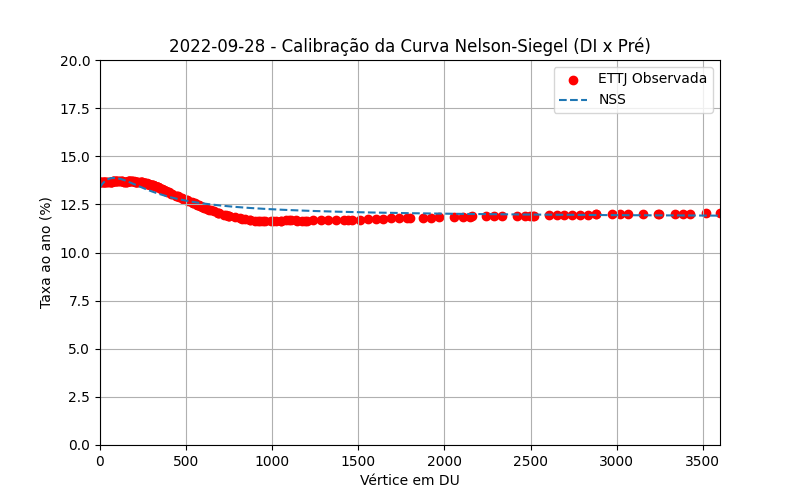 2022-09-28 - Calibração da Curva Nelson-Siegel (DI x Pré)
ETTJ Observada
NSS
20.0
17.5
15.0
12.5
10.0
7.5
5.0
2.5
0.0
Taxa ao ano (%)
0 500 1000 1500 2000 2500 3000 3500
Vértice em DU